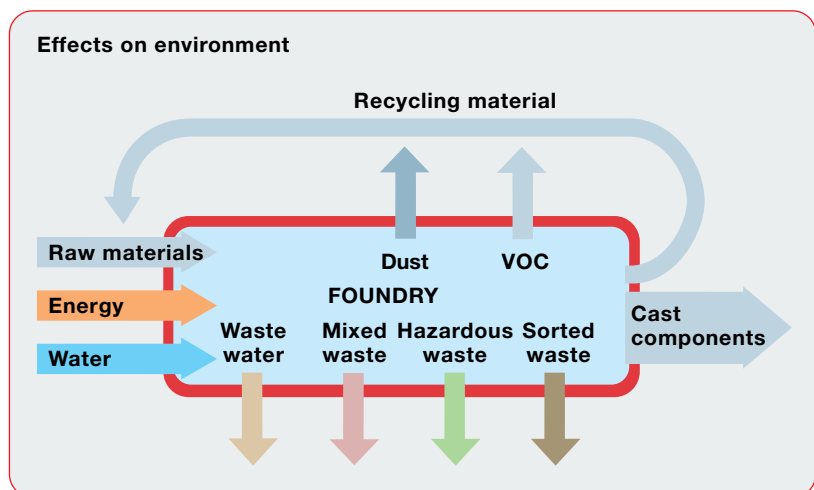 Effects on environment
Recycling material
Raw materials
Dust
VOC
Energy
FOUNDRY
Cast
components
Water
Waste
water
Mixed
waste
Hazardous
waste
Sorted
waste